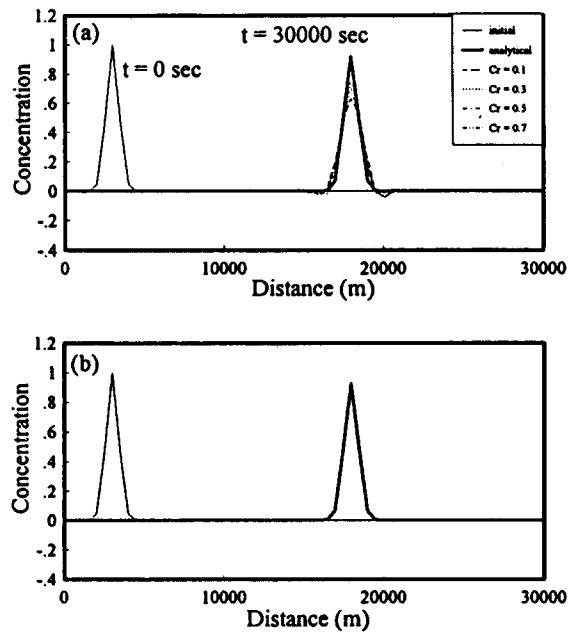 (a)
t = 0 sec
t = 30000 sec
initial
analytical
Cr = 0.1
Cr = 0.3
Cr = 0.5
Cr = 0.7
1.2
1
.8
.6
.4
.2
0
-.2
-.4
Concentration
0
10000
20000
30000
Distance (m)
(b)
1.2
1
.8
.6
.4
.2
0
-.2
-.4
Concentration
0
10000
20000
30000
Distance (m)